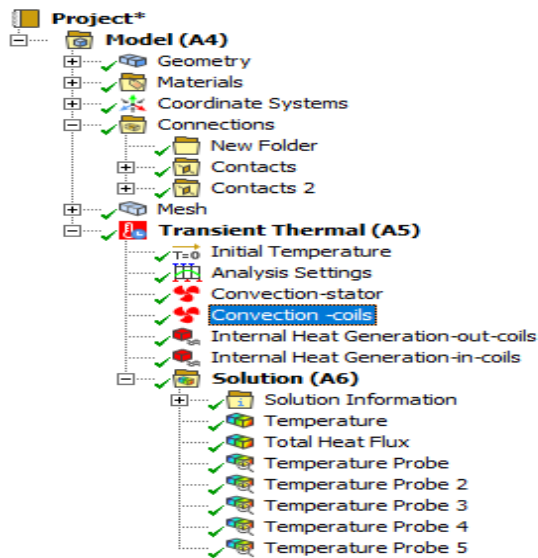 Project*
Model (A4)
Geometry
Materials
Coordinate Systems
Connections
New Folder
Contacts
Contacts 2
Mesh
Transient Thermal (A5)
T=0 Initial Temperature
Analysis Settings
Convection-stator
Convection -coils
Internal Heat Generation-out-coils
Internal Heat Generation-in-coils
Solution (A6)
Solution Information
Temperature
Total Heat Flux
Temperature Probe
Temperature Probe 2
Temperature Probe 3
Temperature Probe 4
Temperature Probe 5